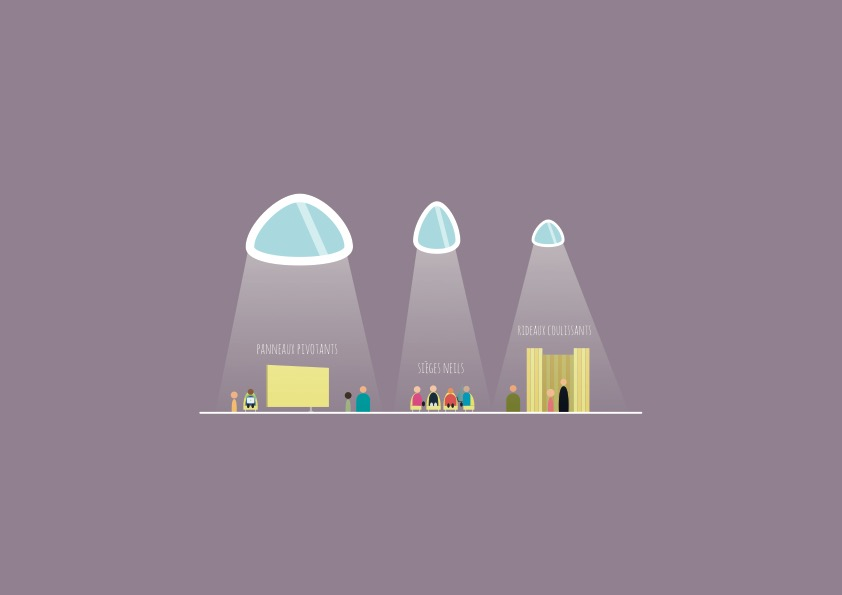 RIDEAUX COULISSANTS
PANNEAUX PIVOTANTS
SIÈGES NEILS